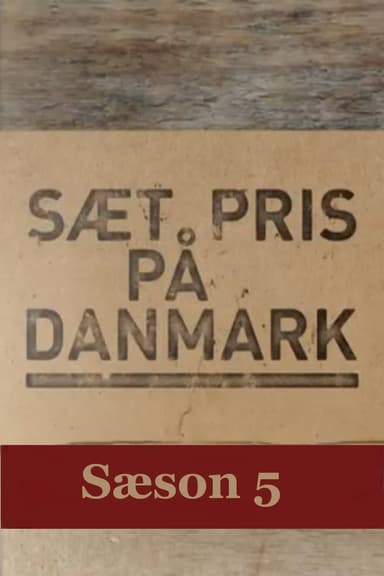 SÆT PRIS
PÅ
DANMARK
Sæson 5